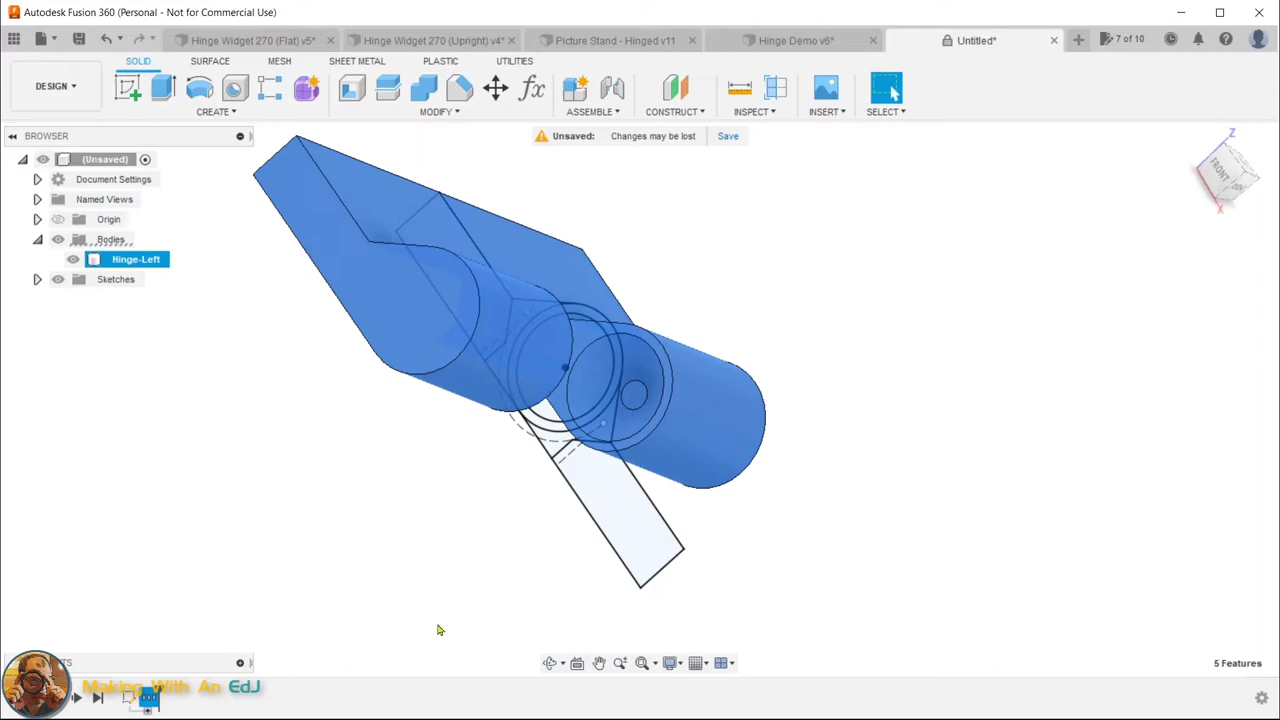 Autodesk Fusion 360 (Personal - Not for Commercial Use)
Hinge Widget 270 (Flat) v5*
Hinge Widget 270 (Upright) v4*
Picture Stand - Hinged v11
Hinge Demo v6*
Untitled*
7 of 10
DESIGN
SOLID
SURFACE
MESH
SHEET METAL
PLASTIC
UTILITIES
CREATE
MODIFY
ASSEMBLE
CONSTRUCT
INSPECT
INSERT
SELECT
BROWSER
Unsaved: Changes may be lost Save
(Unsaved)
Document Settings
Named Views
Origin
Bodies
Hinge-Left
Sketches
Z
FRONT
X
5 Features
Making With An EdJ